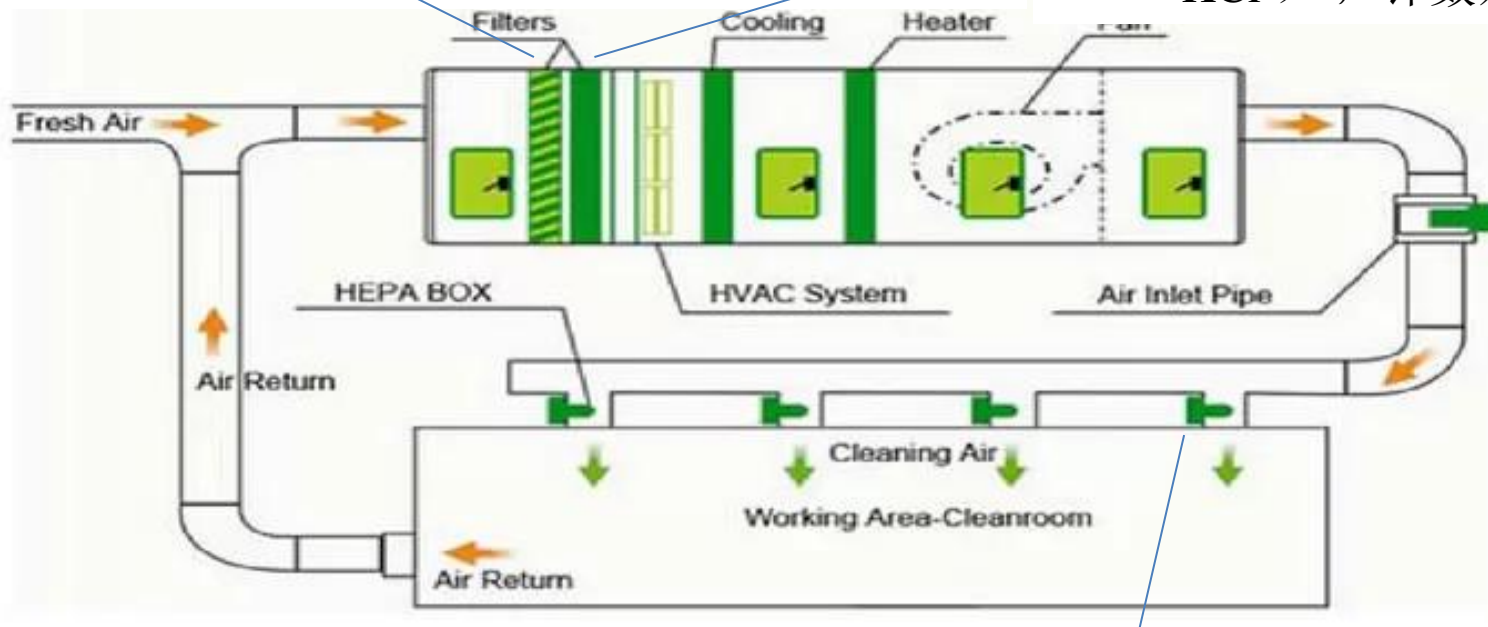 Filters
Cooling
Heater
Fresh Air
HEPA BOX
HVAC System
Air Inlet Pipe
Air Return
Cleaning Air
Working Area-Cleanroom
Air Return